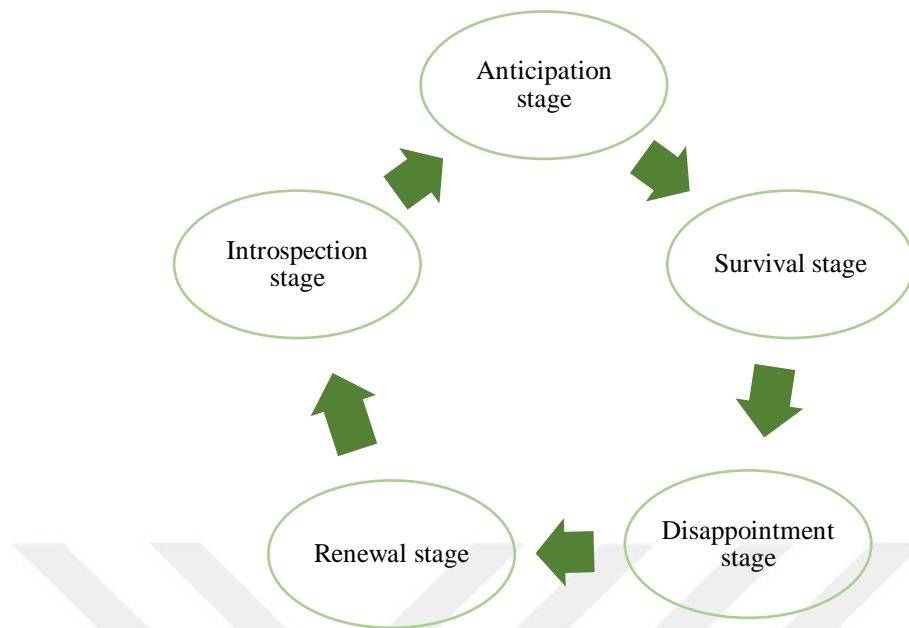 Anticipation
stage
Survival stage
Disappointment
stage
Renewal stage
Introspection
stage